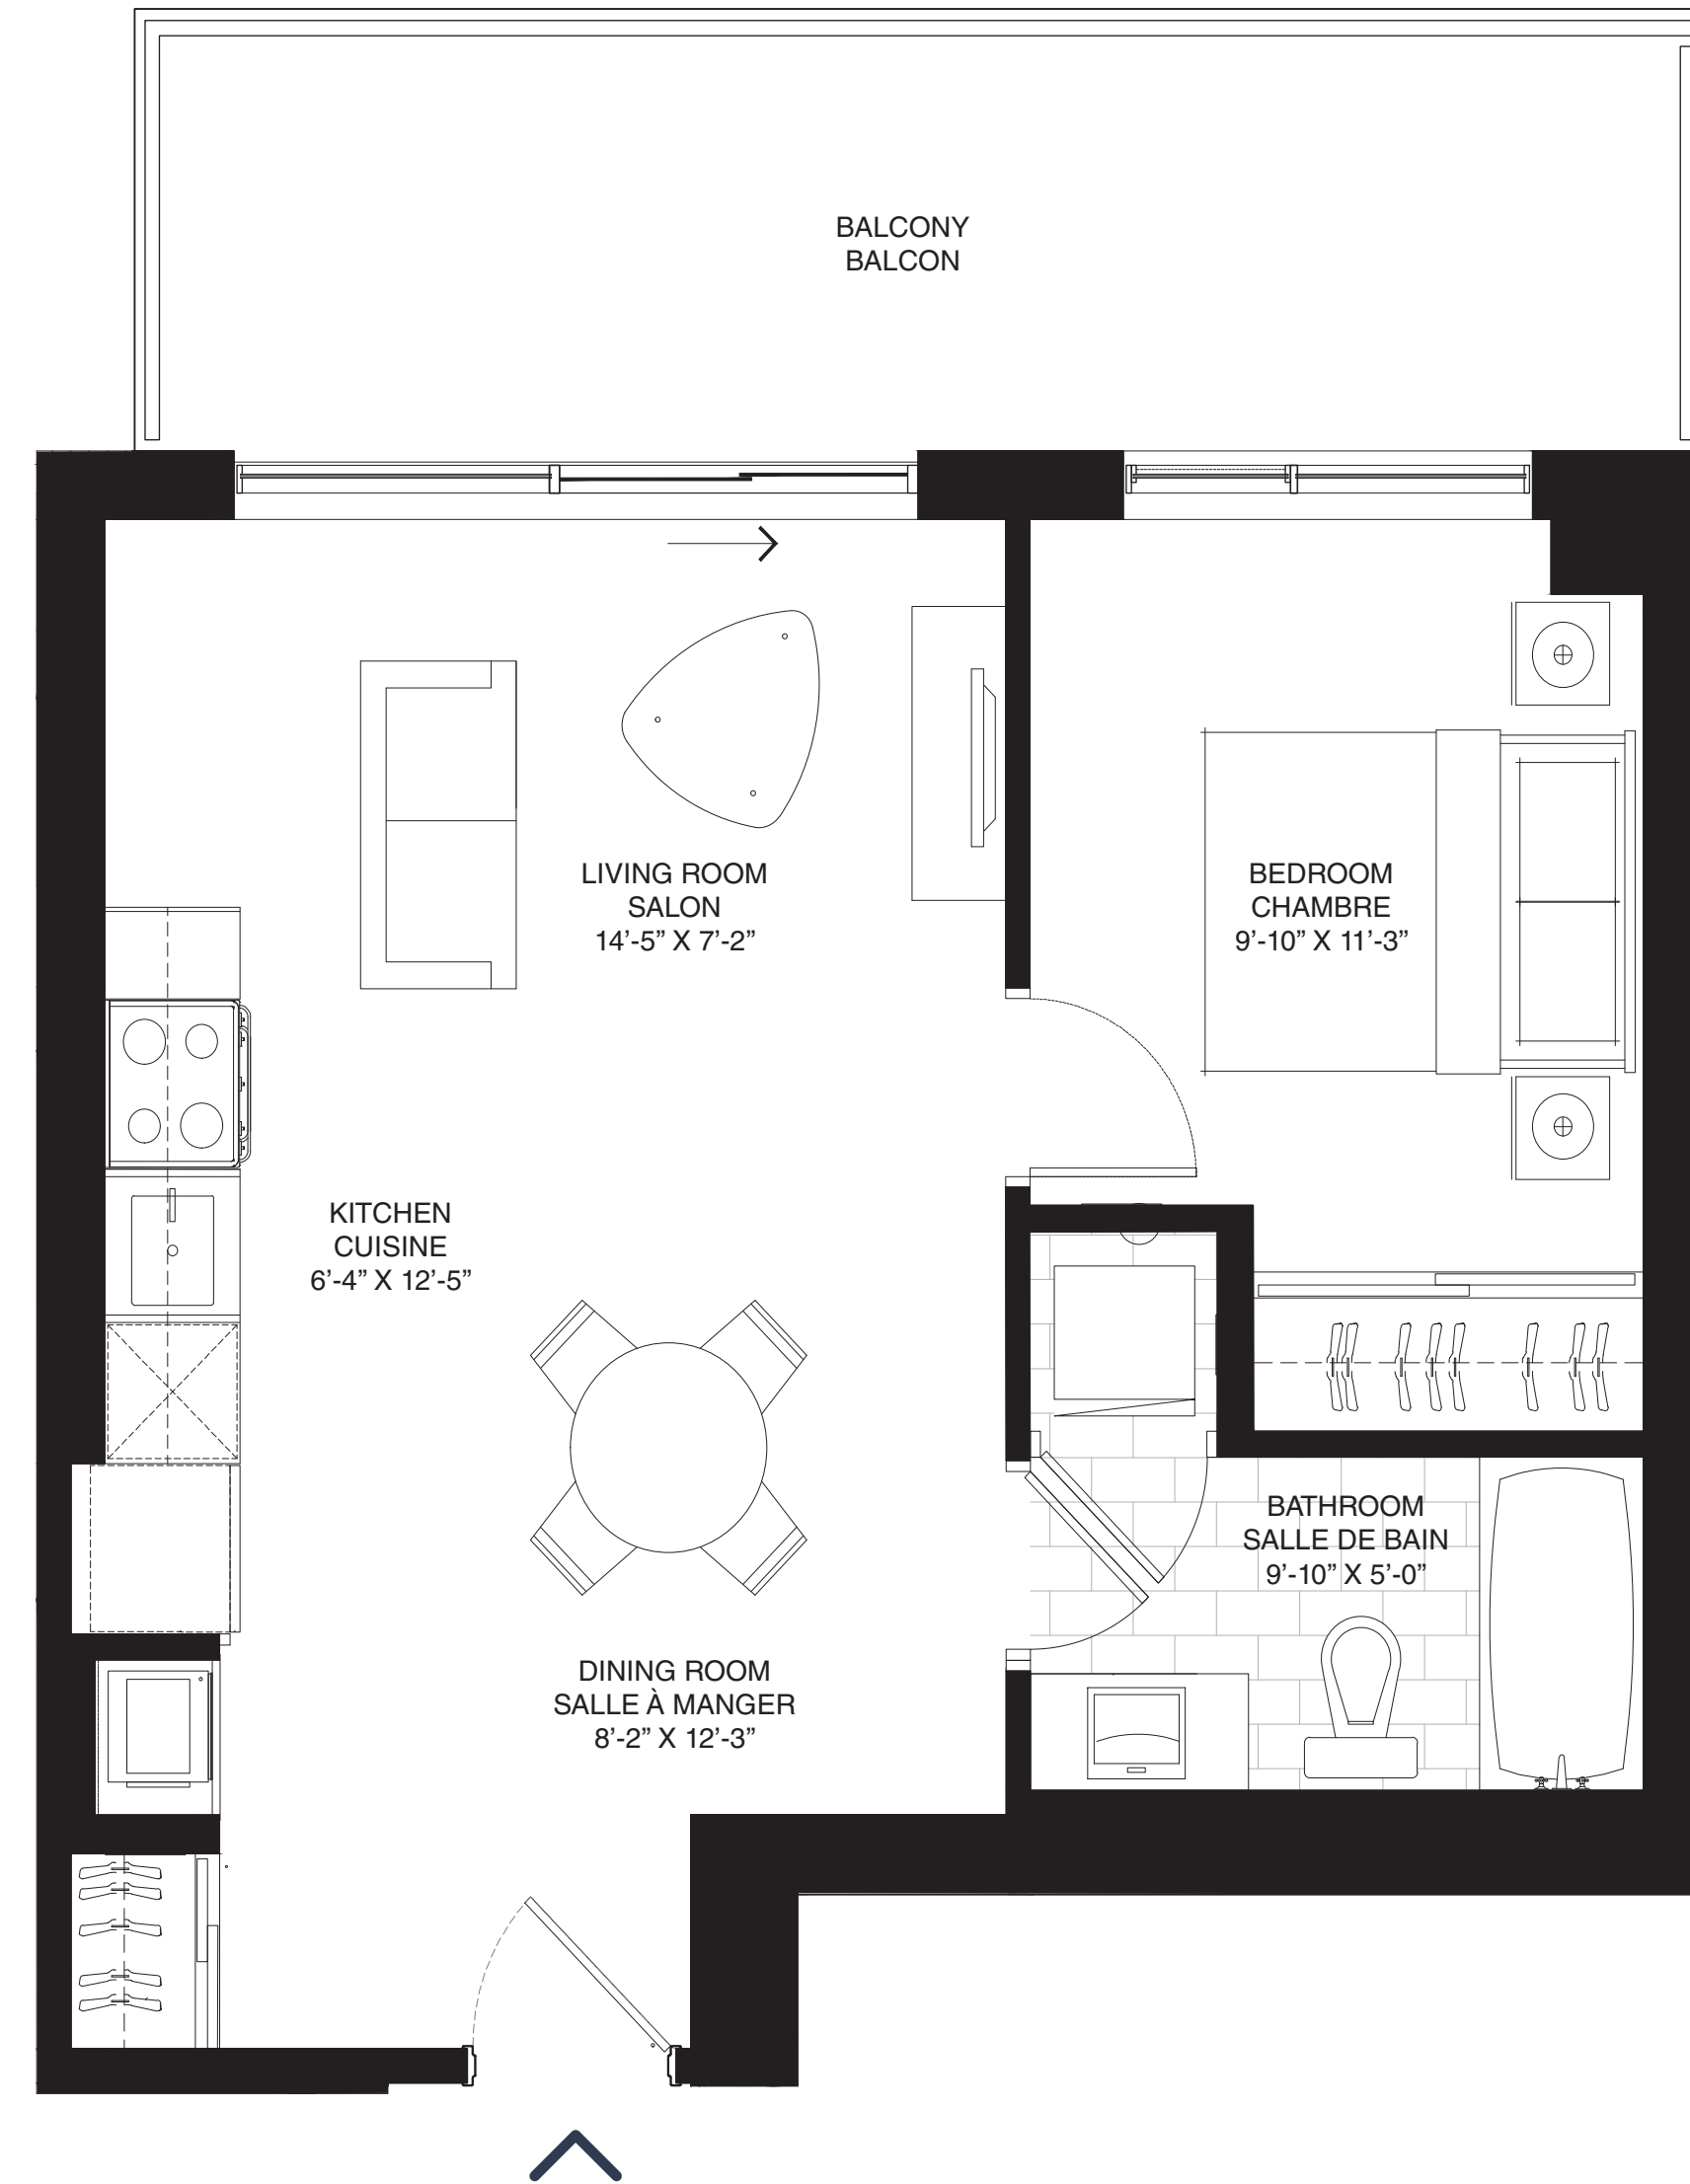 BALCONY
BALCON
LIVING ROOM
SALON
14’-5” X 7’-2”
BEDROOM
CHAMBRE
9’-10” X 11’-3”
KITCHEN
CUISINE
6’-4” X 12’-5”
BATHROOM
SALLE DE BAIN
9’-10” X 5’-0”
DINING ROOM
SALLE À MANGER
8’-2” X 12’-3”